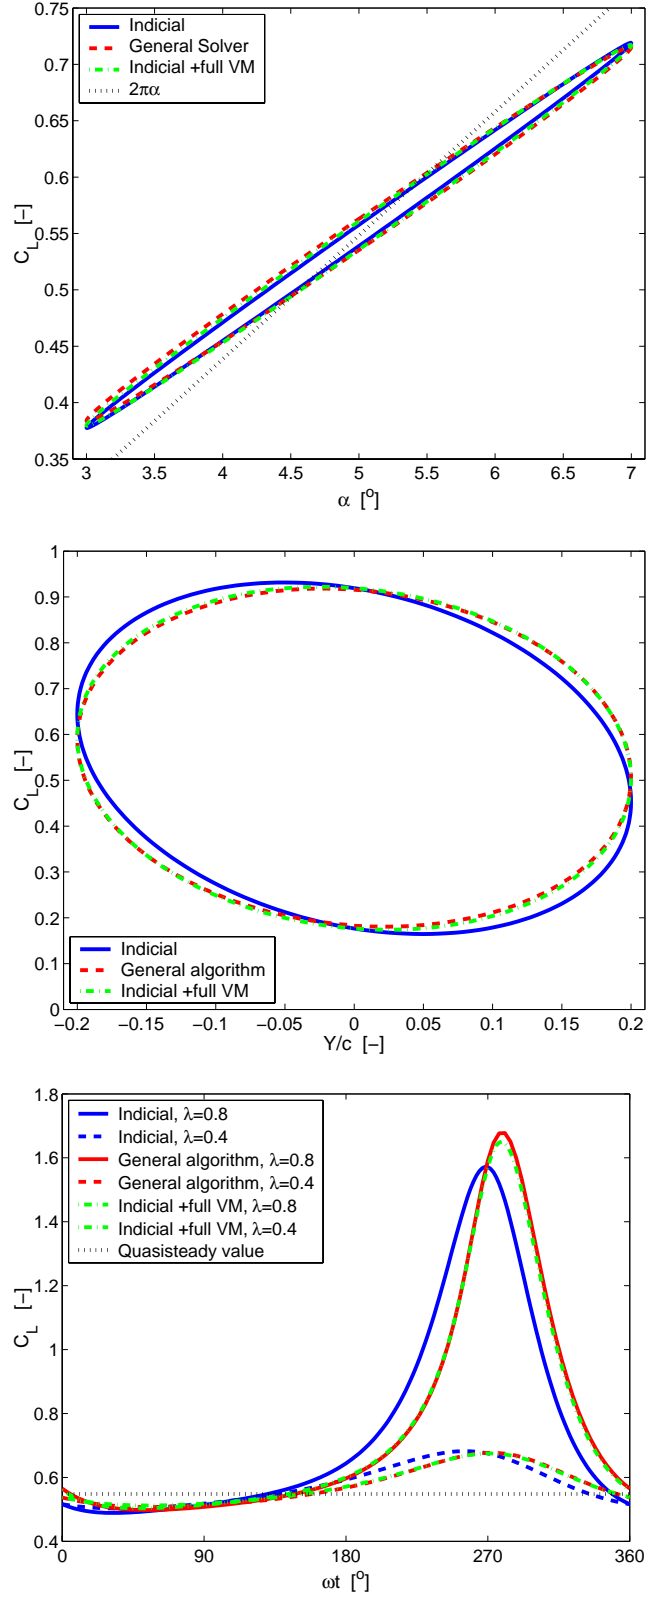 0.75
0.7
0.65
0.6
0.55
0.5
0.45
0.4
0.35
C_L [−]
Indicial
General Solver
Indicial +full VM
2πα
3 3.5 4 4.5 5 5.5 6 6.5 7
α [°]
1
0.9
0.8
0.7
0.6
0.5
0.4
0.3
0.2
0.1
0
C_L [−]
Indicial
General algorithm
Indicial +full VM
−0.2 −0.15 −0.1 −0.05 0 0.05 0.1 0.15 0.2
Y/c [−]
1.8
1.6
1.4
1.2
1
0.8
0.6
0.4
C_L [−]
Indicial, λ=0.8
Indicial, λ=0.4
General algorithm, λ=0.8
General algorithm, λ=0.4
Indicial +full VM, λ=0.8
Indicial +full VM, λ=0.4
Quasisteady value
0 90 180 270 360
ωt [°]